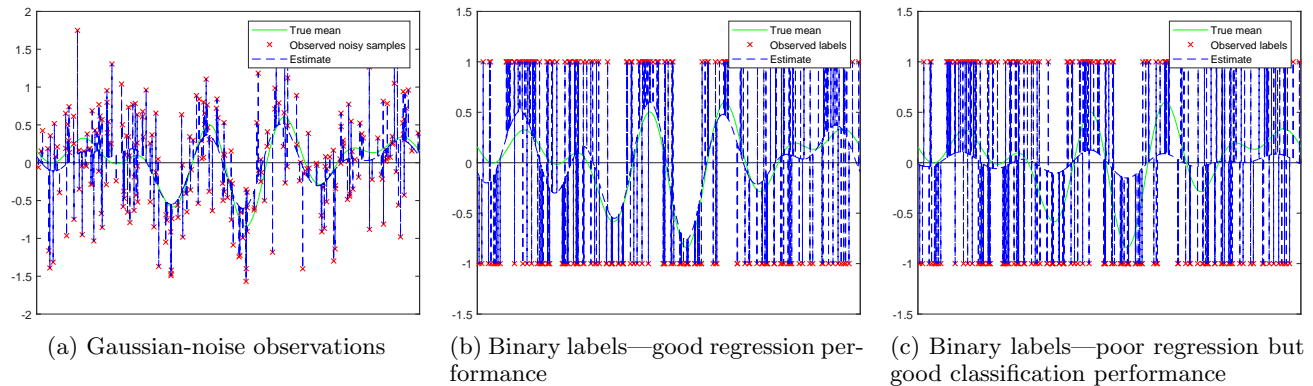 2
1.5
1
0.5
0
-0.5
-1
-1.5
-2
True mean
Observed noisy samples
Estimate
(a) Gaussian-noise observations
1.5
1
0.5
0
-0.5
-1
-1.5
True mean
Observed labels
Estimate
(b) Binary labels—good regression per-
formance
1.5
1
0.5
0
-0.5
-1
-1.5
True mean
Observed labels
Estimate
(c) Binary labels—poor regression but
good classification performance